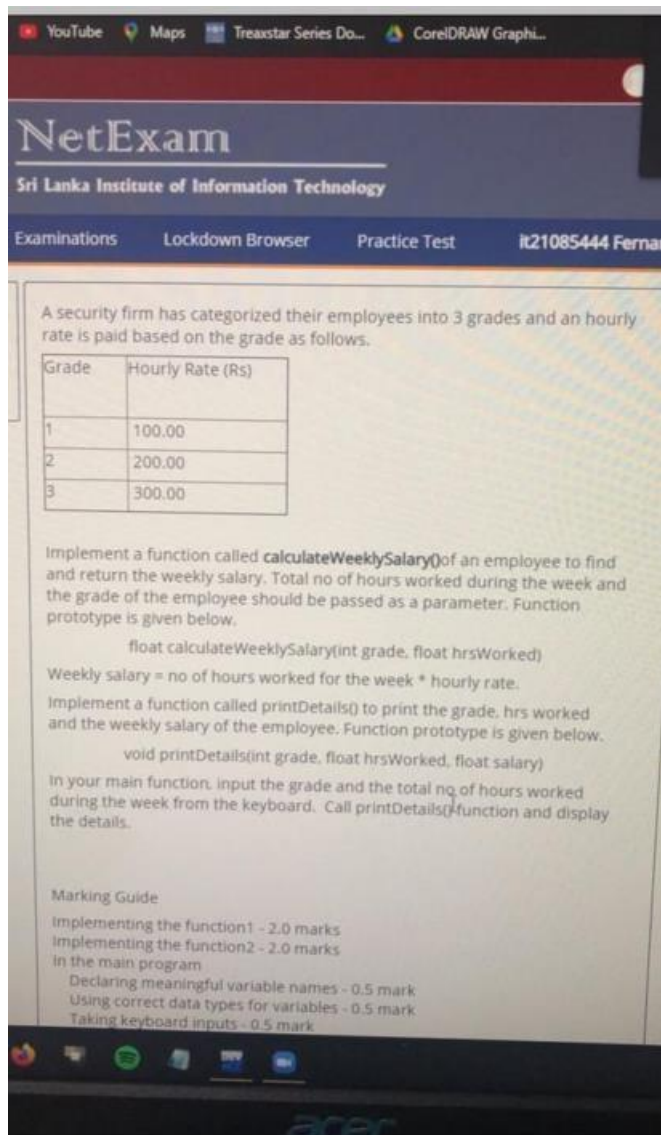 YouTube Maps Treaxstar Series Do... CorelDRAW Graphi...
NetExam
Sri Lanka Institute of Information Technology
Examinations Lockdown Browser Practice Test it21085444 Fernan
A security firm has categorized their employees into 3 grades and an hourly
rate is paid based on the grade as follows.
Grade Hourly Rate (Rs)
1 100.00
2 200.00
3 300.00
Implement a function called calculateWeeklySalary()of an employee to find
and return the weekly salary. Total no of hours worked during the week and
the grade of the employee should be passed as a parameter. Function
prototype is given below.
float calculateWeeklySalary(int grade, float hrsWorked)
Weekly salary = no of hours worked for the week * hourly rate.
Implement a function called printDetails() to print the grade, hrs worked
and the weekly salary of the employee. Function prototype is given below.
void printDetails(int grade, float hrsWorked, float salary)
In your main function, input the grade and the total no of hours worked
during the week from the keyboard. Call printDetails() function and display
the details.
Marking Guide
Implementing the function1 - 2.0 marks
Implementing the function2 - 2.0 marks
In the main program
Declaring meaningful variable names - 0.5 mark
Using correct data types for variables - 0.5 mark
Taking keyboard inputs - 0.5 mark
acer